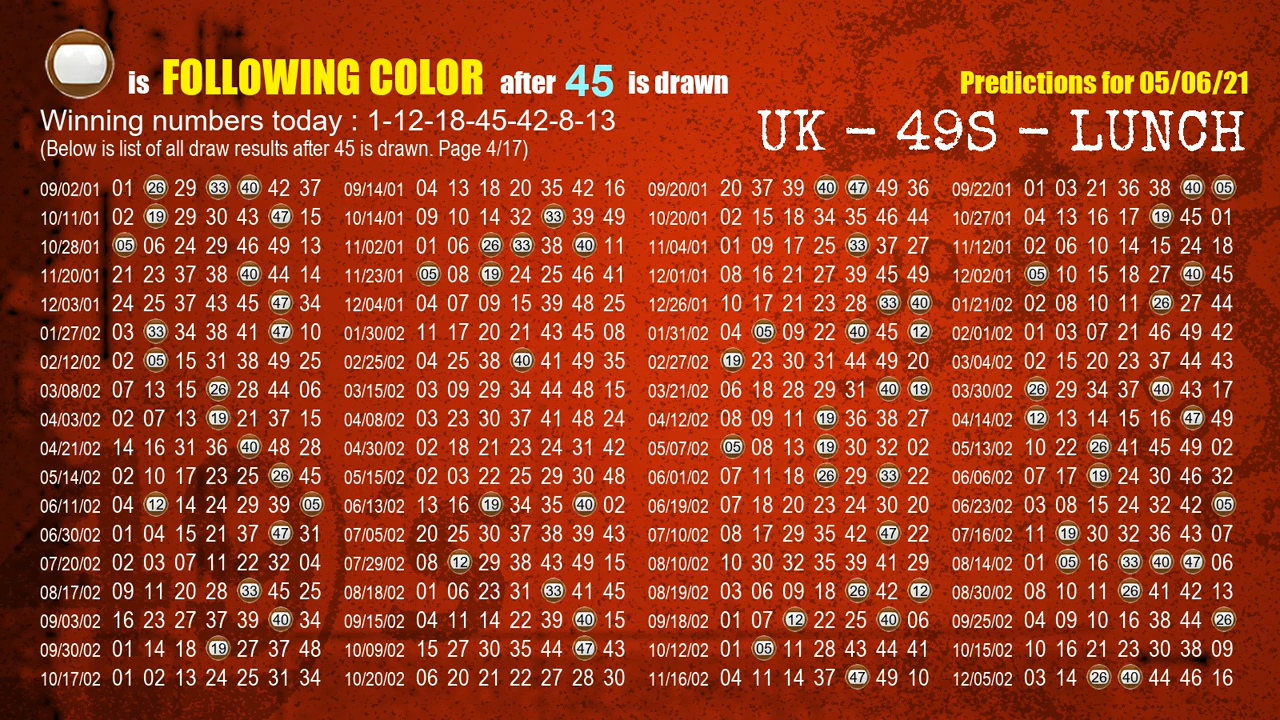 is FOLLOWING COLOR after 45 is drawn
Predictions for 05/06/21
Winning numbers today : 1-12-18-45-42-8-13
UK - 49S - LUNCH
(Below is list of all draw results after 45 is drawn. Page 4/17)
09/02/01 01 26 29 33 40 42 37 09/14/01 04 13 18 20 35 42 16 09/20/01 20 37 39 40 47 49 36 09/22/01 01 03 21 36 38 40 05
10/11/01 02 19 29 30 43 47 15 10/14/01 09 10 14 32 33 39 49 10/20/01 02 15 18 34 35 46 44 10/27/01 04 13 16 17 19 45 01
10/28/01 05 06 24 29 46 49 13 11/02/01 01 06 26 33 38 40 11 11/04/01 01 09 17 25 33 37 27 11/12/01 02 06 10 14 15 24 18
11/20/01 21 23 37 38 40 44 14 11/23/01 05 08 19 24 25 46 41 12/01/01 08 16 21 27 39 45 49 12/02/01 05 10 15 18 27 40 45
12/03/01 24 25 37 43 45 47 34 12/04/01 04 07 09 15 39 48 25 12/26/01 10 17 21 23 28 33 40 01/21/02 02 08 10 11 26 27 44
01/27/02 03 33 34 38 41 47 10 01/30/02 11 17 20 21 43 45 08 01/31/02 04 05 09 22 40 45 12 02/01/02 01 03 07 21 46 49 42
02/12/02 02 05 15 31 38 49 25 02/25/02 04 25 38 40 41 49 35 02/27/02 19 23 30 31 44 49 20 03/04/02 02 15 20 23 37 44 43
03/08/02 07 13 15 26 28 44 06 03/15/02 03 09 29 34 44 48 15 03/21/02 06 18 28 29 31 40 19 03/30/02 26 29 34 37 40 43 17
04/03/02 02 07 13 19 21 37 15 04/08/02 03 23 30 37 41 48 24 04/12/02 08 09 11 19 36 38 27 04/14/02 12 13 14 15 16 47 49
04/21/02 14 16 31 36 40 48 28 04/30/02 02 18 21 23 24 31 42 05/07/02 05 08 13 19 30 32 02 05/13/02 10 22 26 41 45 49 02
05/14/02 02 10 17 23 25 26 45 05/15/02 02 03 22 25 29 30 48 06/01/02 07 11 18 26 29 33 22 06/06/02 07 17 19 24 30 46 32
06/11/02 04 12 14 24 29 39 05 06/13/02 13 16 19 34 35 40 02 06/19/02 07 18 20 23 24 30 20 06/23/02 03 08 15 24 32 42 05
06/30/02 01 04 15 21 37 47 31 07/05/02 20 25 30 37 38 39 43 07/10/02 08 17 29 35 42 47 22 07/16/02 11 19 30 32 36 43 07
07/20/02 02 03 07 11 22 32 04 07/29/02 08 12 29 38 43 49 15 08/10/02 10 30 32 35 39 41 29 08/14/02 01 05 16 33 40 47 06
08/17/02 09 11 20 28 33 45 25 08/18/02 01 06 23 31 33 41 45 08/19/02 03 06 09 18 26 42 12 08/30/02 08 10 11 26 41 42 13
09/03/02 16 23 27 37 39 40 34 09/15/02 04 11 14 22 39 40 15 09/18/02 01 07 12 22 25 40 06 09/25/02 04 09 10 16 38 44 26
09/30/02 01 14 18 19 27 37 48 10/09/02 15 27 30 35 44 47 43 10/12/02 01 05 11 28 43 44 41 10/15/02 10 16 21 23 30 38 09
10/17/02 01 02 13 24 25 31 34 10/20/02 06 20 21 22 27 28 30 11/16/02 04 11 14 37 47 49 10 12/05/02 03 14 26 40 44 46 16